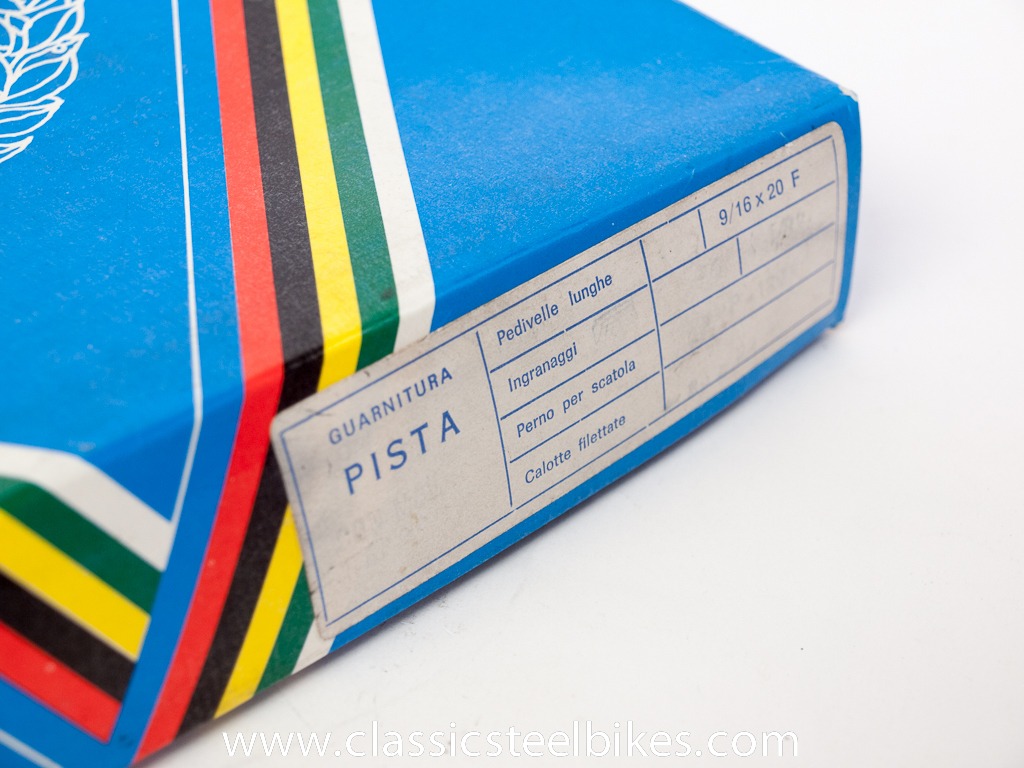 GUARNITURA
PISTA
Pedivelle lunghe
9/16 x 20 F
Ingranaggi
Perno per scatola
Calotte filettate
www.classicsteelbikes.com